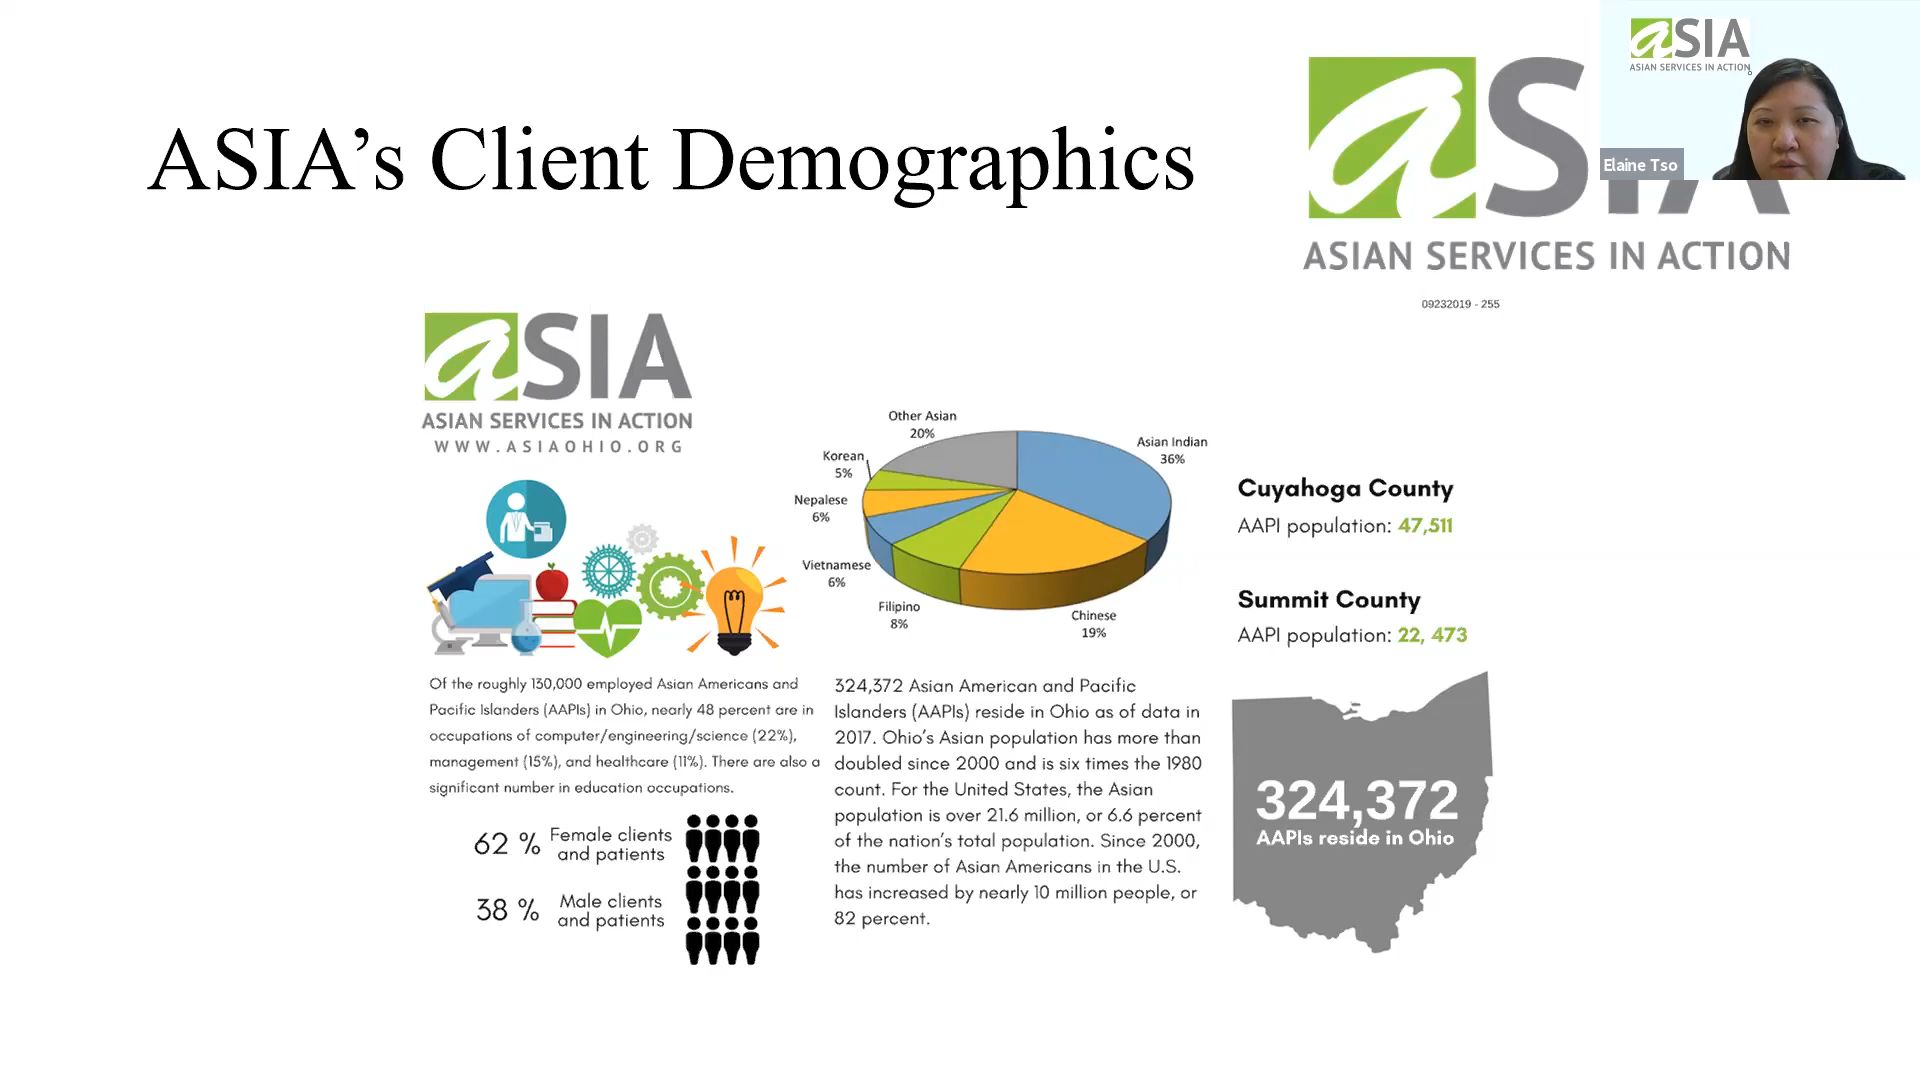 ASIA's Client Demographics
aSIA
ASIAN SERVICES IN ACTION
09232019 - 255
aSIA
ASIAN SERVICES IN ACTION
Elaine Tso
aSIA
ASIAN SERVICES IN ACTION
WWW.ASIAOHIO.ORG
Other Asian
20%
Korean
5%
Nepalese
6%
Vietnamese
6%
Filipino
8%
Chinese
19%
Asian Indian
36%
Cuyahoga County
AAPI population: 47,511
Summit County
AAPI population: 22, 473
Of the roughly 130,000 employed Asian Americans and
Pacific Islanders (AAPIs) in Ohio, nearly 48 percent are in
occupations of computer/engineering/science (22%),
management (15%), and healthcare (11%). There are also a
significant number in education occupations.
62 % Female clients
and patients
38 % Male clients
and patients
324,372 Asian American and Pacific
Islanders (AAPIs) reside in Ohio as of data in
2017. Ohio's Asian population has more than
doubled since 2000 and is six times the 1980
count. For the United States, the Asian
population is over 21.6 million, or 6.6 percent
of the nation's total population. Since 2000,
the number of Asian Americans in the U.S.
has increased by nearly 10 million people, or
82 percent.
324,372
AAPIs reside in Ohio